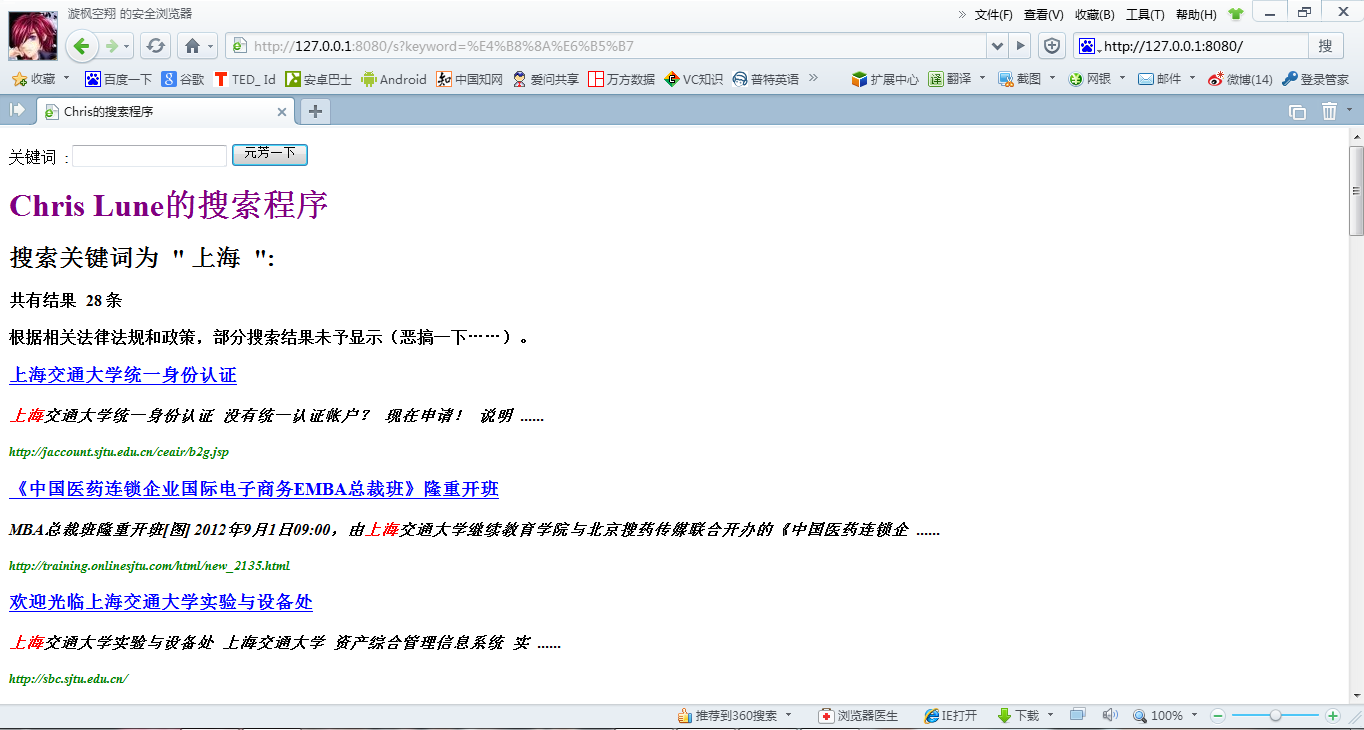 漩枫空翔 的安全浏览器
» 文件(F) 查看(V) 收藏(B) 工具(T) 帮助(H)
http://127.0.0.1:8080/s?keyword=%E4%B8%8A%E6%B5%B7
http://127.0.0.1:8080/ 搜
收藏 百度一下 谷歌 TED_Id 安卓巴士 Android 中国知网 爱问共享 万方数据 VC知识 普特英语 » 扩展中心 翻译 截图 网银 邮件 微博(14) 登录管家
Chris的搜索程序
关键词 : 元芳一下
Chris Lune的搜索程序
搜索关键词为 " 上海 ":
共有结果 28 条
根据相关法律法规和政策，部分搜索结果未予显示（恶搞一下……）。
上海交通大学统一身份认证
上海交通大学统一身份认证 没有统一认证帐户？ 现在申请！ 说明 ......
http://jaccount.sjtu.edu.cn/ceair/b2g.jsp
《中国医药连锁企业国际电子商务EMBA总裁班》隆重开班
MBA总裁班隆重开班[图] 2012年9月1日09:00，由上海交通大学继续教育学院与北京搜药传媒联合开办的《中国医药连锁企 ......
http://training.onlinesjtu.com/html/new_2135.html
欢迎光临上海交通大学实验与设备处
上海交通大学实验与设备处 上海交通大学 资产综合管理信息系统 实 ......
http://sbc.sjtu.edu.cn/
推荐到360搜索 浏览器医生 IE打开 下载 100%